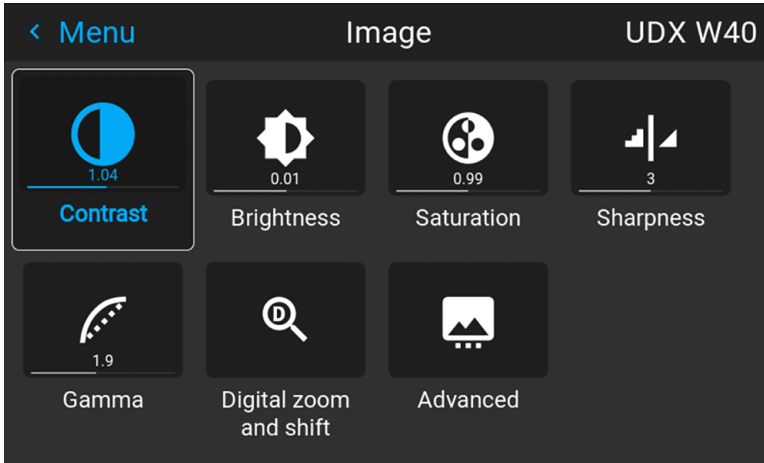 Menu
Image
UDX W40
1.04
Contrast
0.01
Brightness
0.99
Saturation
3
Sharpness
1.9
Gamma
D
Digital zoom
and shift
Advanced